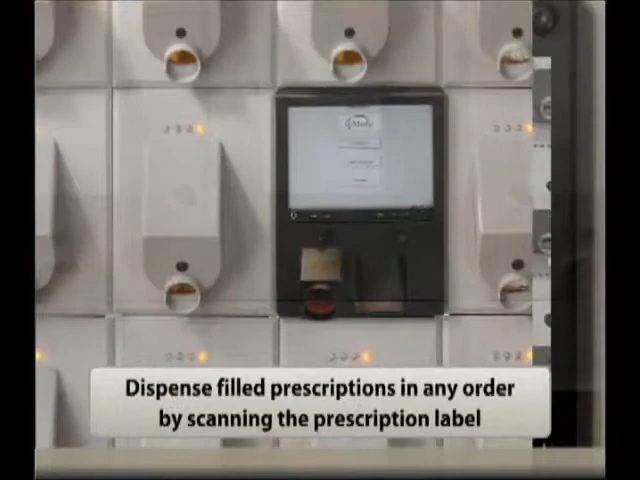 Dispense filled prescriptions in any order
by scanning the prescription label